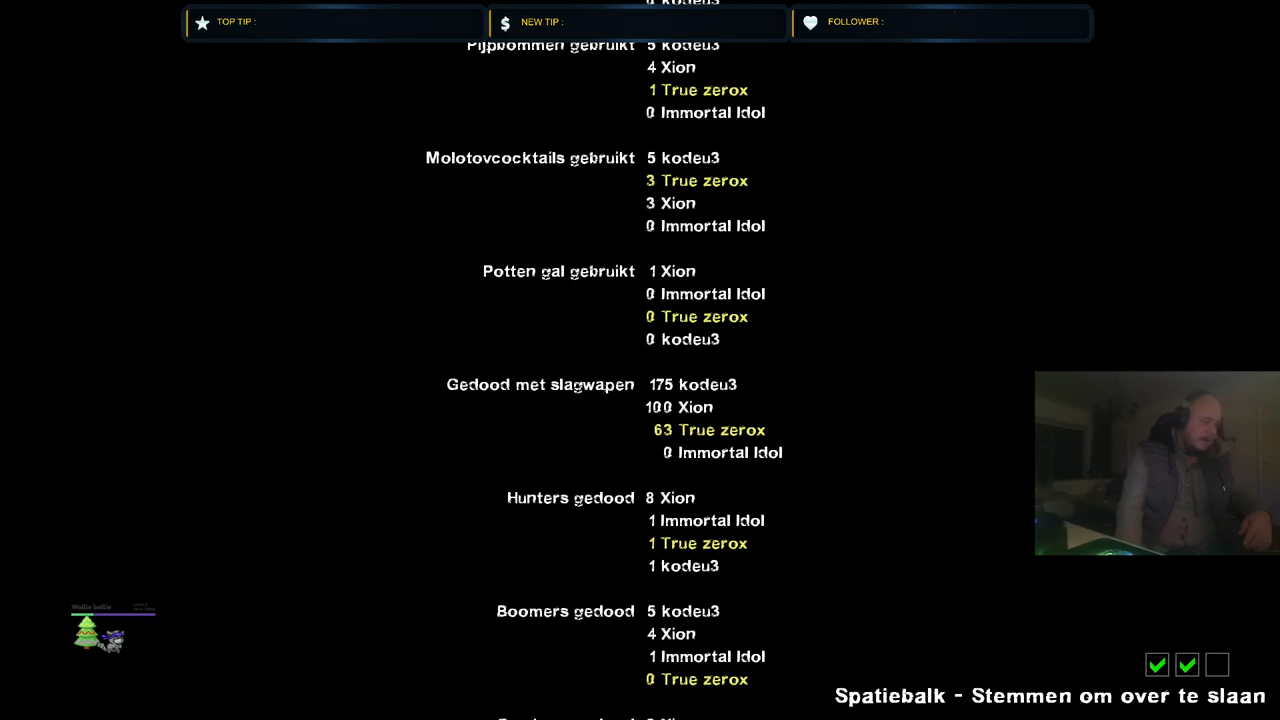 TOP TIP :
NEW TIP :
FOLLOWER :
0 kodeu3
Pijpbommen gebruikt 5 kodeu3
4 Xion
1 True zerox
0 Immortal Idol
Molotovcocktails gebruikt 5 kodeu3
3 True zerox
3 Xion
0 Immortal Idol
Potten gal gebruikt 1 Xion
0 Immortal Idol
0 True zerox
0 kodeu3
Gedood met slagwapen 175 kodeu3
100 Xion
63 True zerox
0 Immortal Idol
Hunters gedood 8 Xion
1 Immortal Idol
1 True zerox
1 kodeu3
Boomers gedood 5 kodeu3
4 Xion
1 Immortal Idol
0 True zerox
Spatiebalk - Stemmen om over te slaan